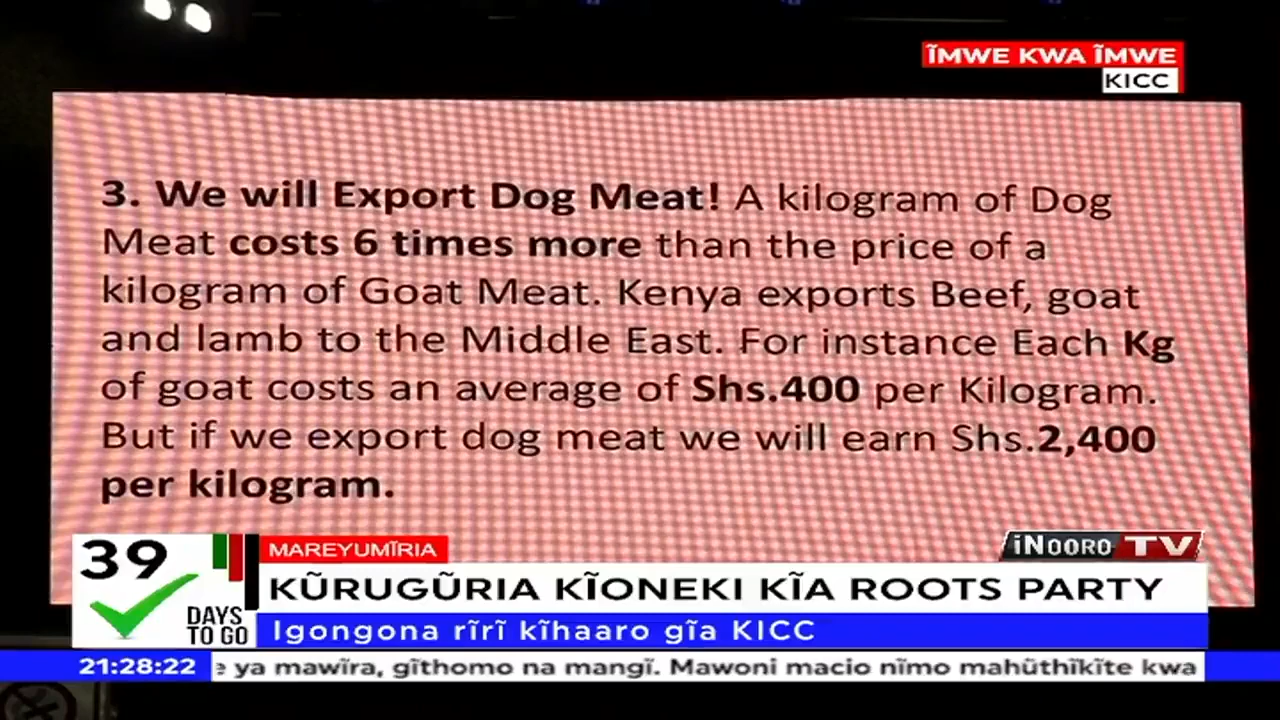 ĨMWE KWA ĨMWE
KICC
3. We will Export Dog Meat! A kilogram of Dog
Meat costs 6 times more than the price of a
kilogram of Goat Meat. Kenya exports Beef, goat
and lamb to the Middle East. For instance Each Kg
of goat costs an average of Shs.400 per Kilogram.
But if we export dog meat we will earn Shs.2,400
per kilogram.
39
DAYS
TO GO
MAREYUMĨRIA
iNOORO TV
KŨRUGŨRIA KĨONEKI KĨA ROOTS PARTY
Igongona rĩrĩ kĩhaaro gĩa KICC
21:28:22
ya mawĩra, gĩthomo na mangĩ. Mawoni macio nĩmo mahũthĩkĩte kwa